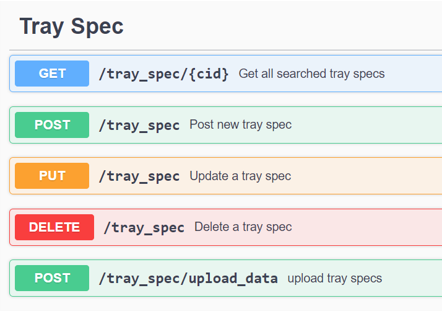 Tray Spec
GET /tray_spec/{cid} Get all searched tray specs
POST /tray_spec Post new tray spec
PUT /tray_spec Update a tray spec
DELETE /tray_spec Delete a tray spec
POST /tray_spec/upload_data upload tray specs